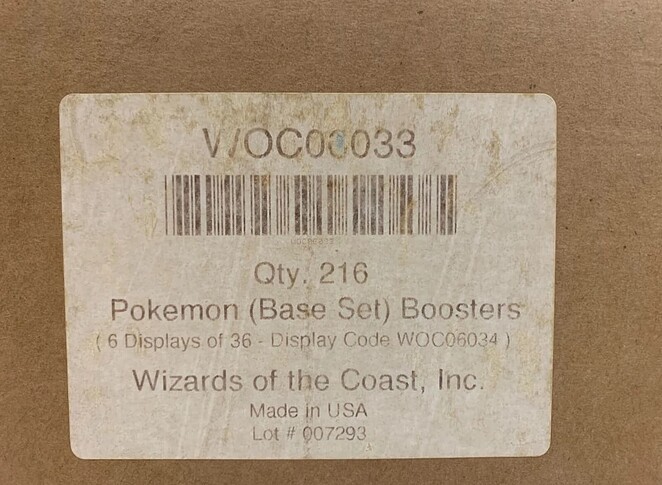 WOC06033
Qty. 216
Pokemon (Base Set) Boosters
( 6 Displays of 36 - Display Code WOC06034 )
Wizards of the Coast, Inc.
Made in USA
Lot # 007293